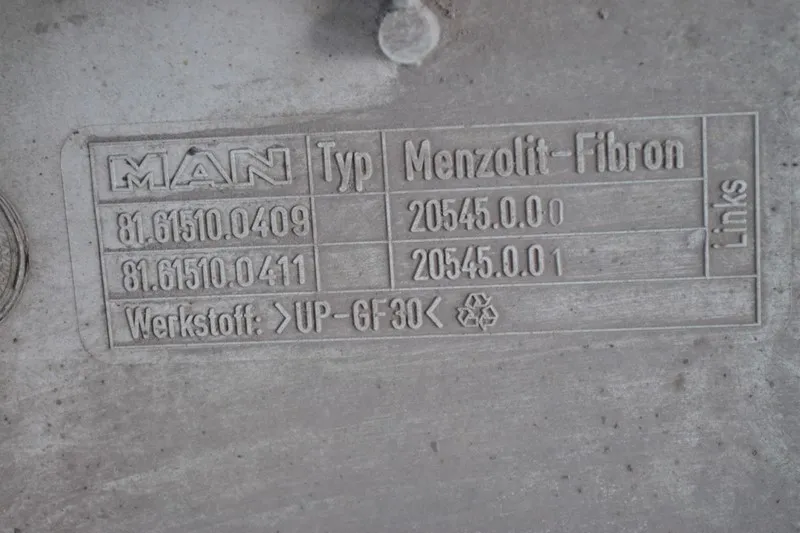 MAN Typ Menzolit-Fibron
81.61510.0409 20545.0.00
81.61510.0411 20545.0.01
Werkstoff: >UP-GF30<
Links